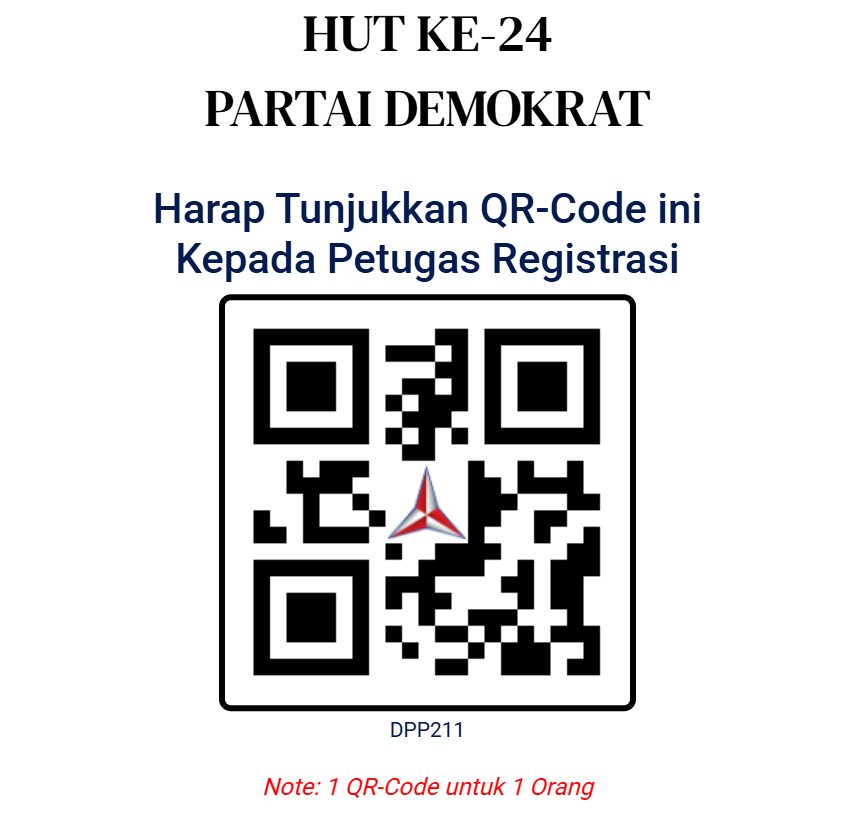 HUT KE-24
PARTAI DEMOKRAT
Harap Tunjukkan QR-Code ini
Kepada Petugas Registrasi
DPP211
Note: 1 QR-Code untuk 1 Orang